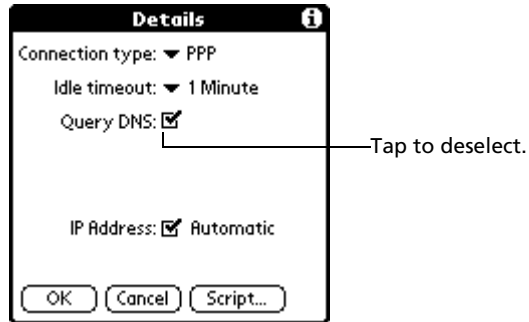 Details
Connection type: PPP
Idle timeout: 1 Minute
Query DNS:
Tap to deselect.
IP Address: Automatic
OK Cancel Script...